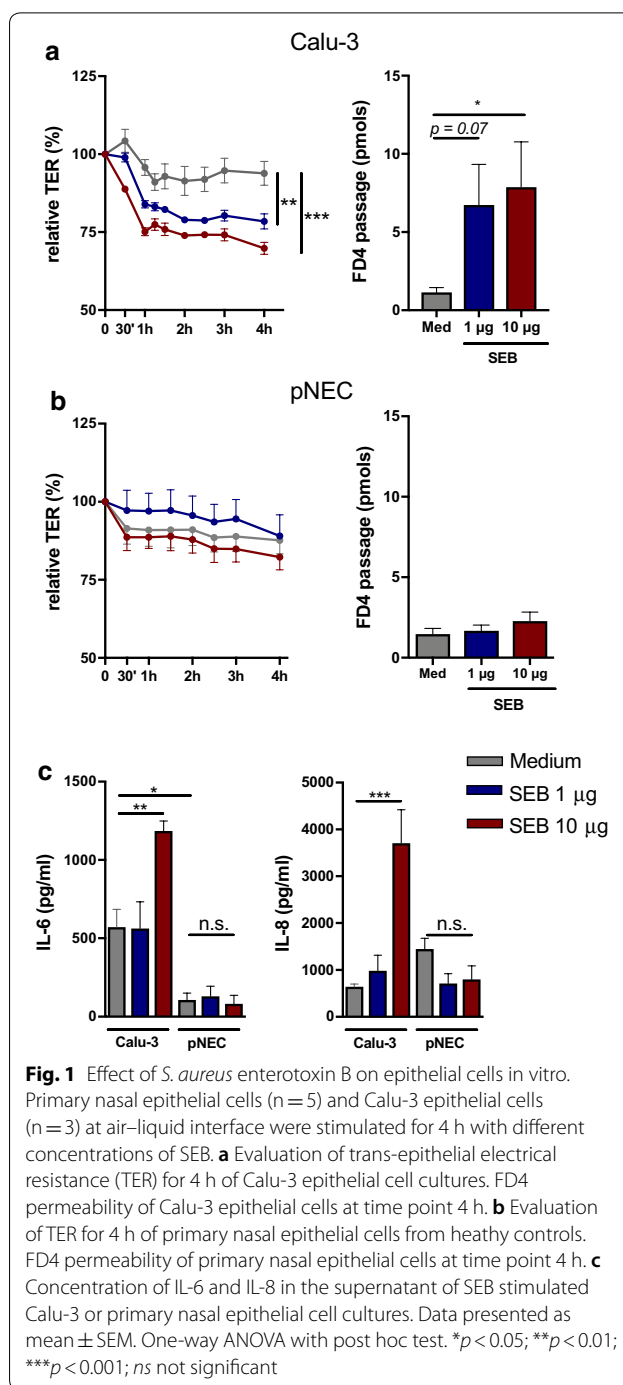 Calu-3
a
relative TER (%)
125
100
75
50
0 30' 1h 2h 3h 4h
**
***
FD4 passage (pmols)
15
10
5
0
*
p = 0.07
Med 1 µg 10 µg
SEB
pNEC
b
relative TER (%)
125
100
75
50
0 30' 1h 2h 3h 4h
FD4 passage (pmols)
15
10
5
0
Med 1 µg 10 µg
SEB
Medium
SEB 1 µg
SEB 10 µg
c
IL-6 (pg/ml)
1500
1000
500
0
*
**
n.s.
Calu-3 pNEC
IL-8 (pg/ml)
5000
4000
3000
2000
1000
0
***
n.s.
Calu-3 pNEC
Fig. 1 Effect of S. aureus enterotoxin B on epithelial cells in vitro.
Primary nasal epithelial cells (n = 5) and Calu-3 epithelial cells
(n = 3) at air–liquid interface were stimulated for 4 h with different
concentrations of SEB. a Evaluation of trans-epithelial electrical
resistance (TER) for 4 h of Calu-3 epithelial cell cultures. FD4
permeability of Calu-3 epithelial cells at time point 4 h. b Evaluation
of TER for 4 h of primary nasal epithelial cells from heathy controls.
FD4 permeability of primary nasal epithelial cells at time point 4 h. c
Concentration of IL-6 and IL-8 in the supernatant of SEB stimulated
Calu-3 or primary nasal epithelial cell cultures. Data presented as
mean ± SEM. One-way ANOVA with post hoc test. *p < 0.05; **p < 0.01;
***p < 0.001; ns not significant